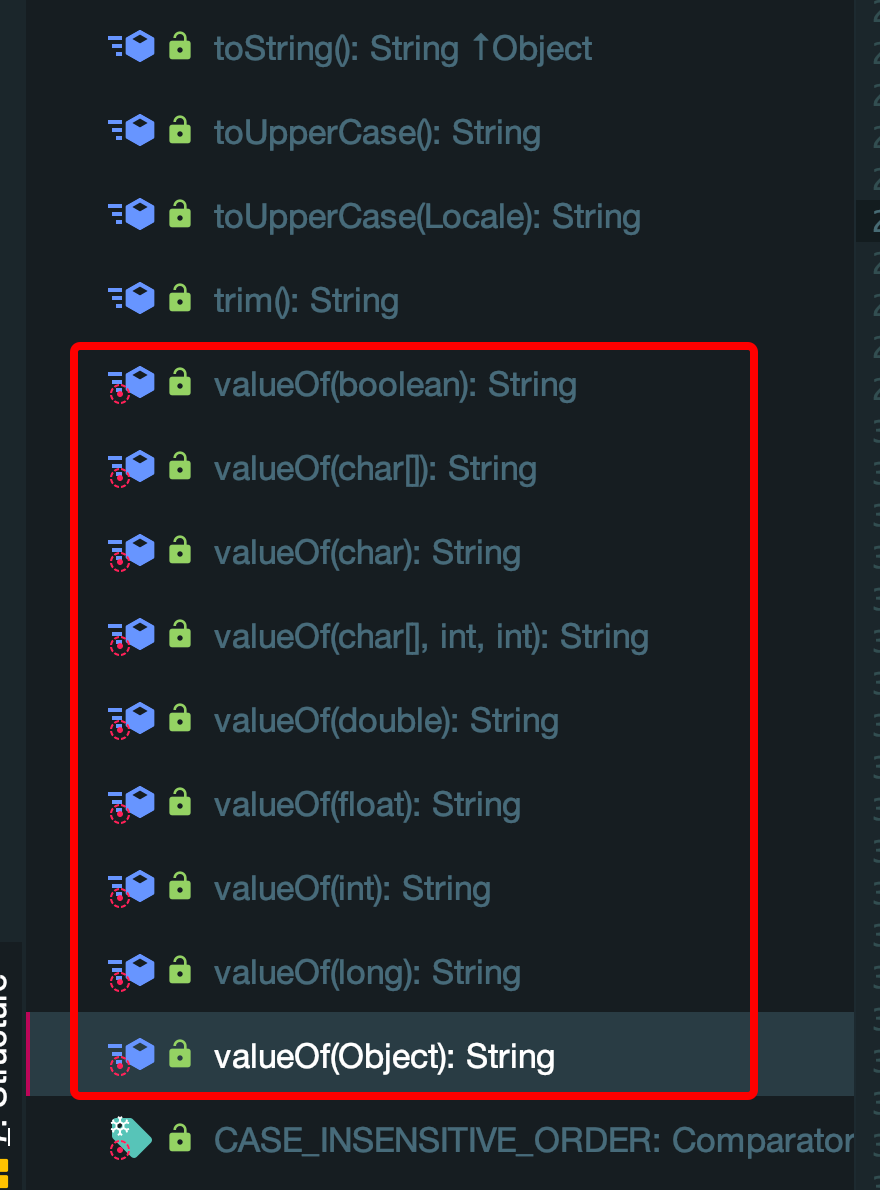 toString(): String ↑Object
toUpperCase(): String
toUpperCase(Locale): String
trim(): String
valueOf(boolean): String
valueOf(char[]): String
valueOf(char): String
valueOf(char[], int, int): String
valueOf(double): String
valueOf(float): String
valueOf(int): String
valueOf(long): String
valueOf(Object): String
CASE_INSENSITIVE_ORDER: Comparator
7: Structure